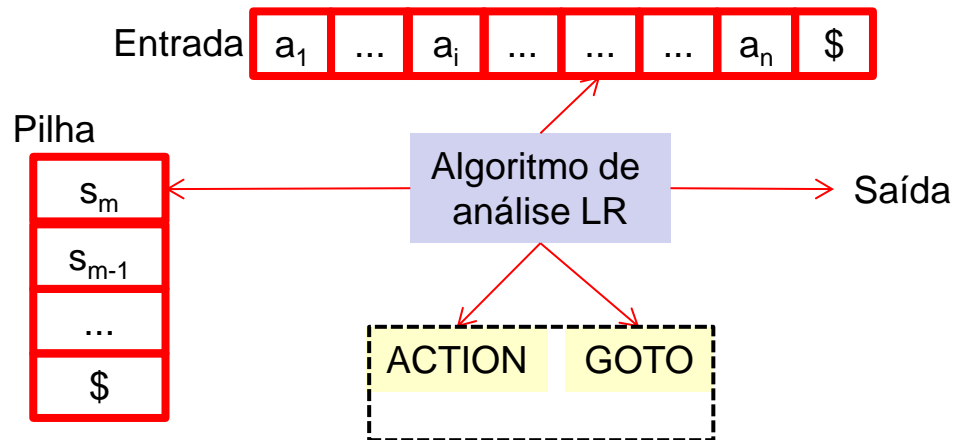 Entrada a₁ ... aᵢ ... ... ... aₙ $
Pilha
Algoritmo de
análise LR
Saída
sₘ
sₘ₋₁
...
$
ACTION GOTO